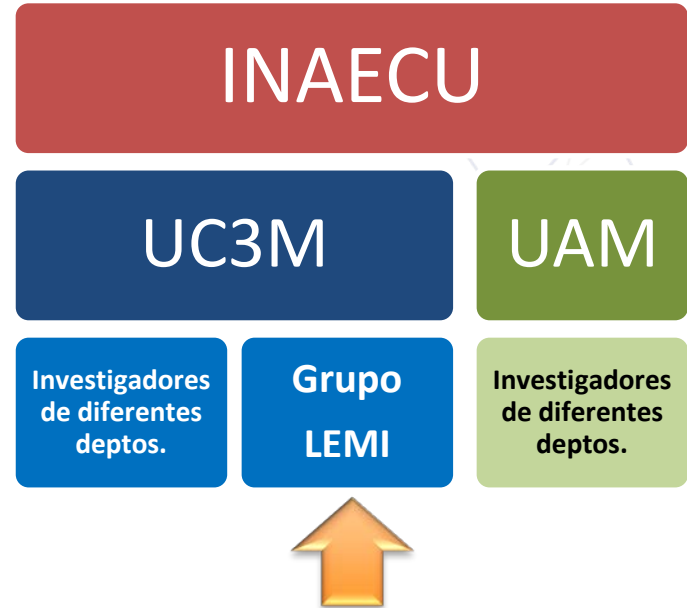 INAECU
UC3M
UAM
Investigadores
de diferentes
deptos.
Grupo
LEMI
Investigadores
de diferentes
deptos.